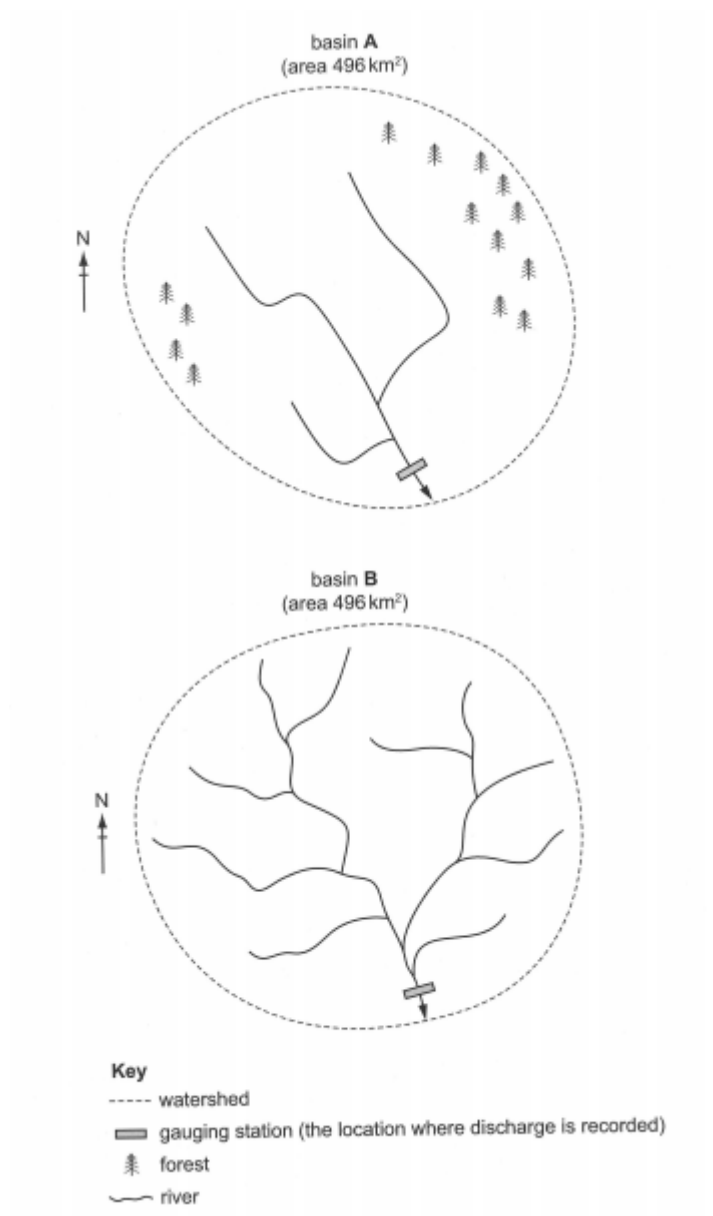 basin A
(area 496 km²)
N
basin B
(area 496 km²)
N
Key
watershed
gauging station (the location where discharge is recorded)
forest
river